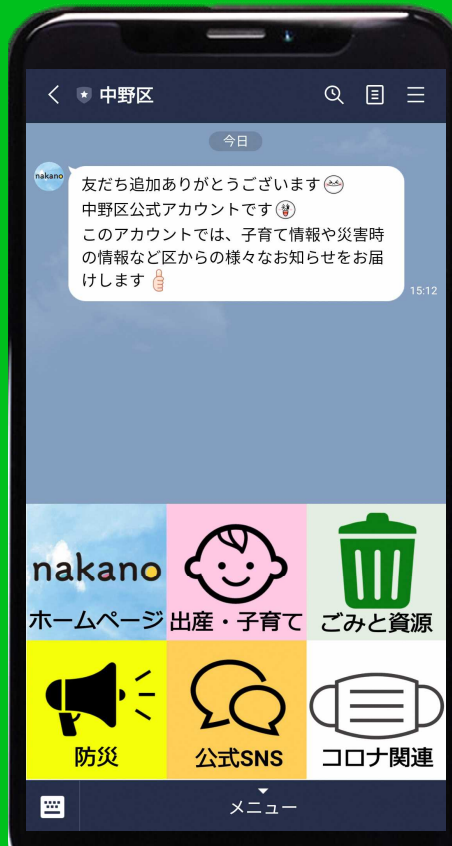 中野区
今日
nakano
友だち追加ありがとうございます
中野区公式アカウントです
このアカウントでは、子育て情報や災害時
の情報など区からの様々なお知らせをお届
けします
15:12
nakano
ホームページ
出産・子育て
ごみと資源
防災
公式SNS
コロナ関連
メニュー